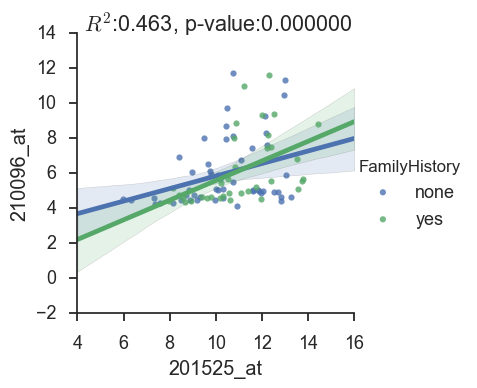 R²:0.463, p-value:0.000000
14
12
10
8
6
4
2
0
−2
210096_at
4 6 8 10 12 14 16
201525_at
FamilyHistory
none
yes